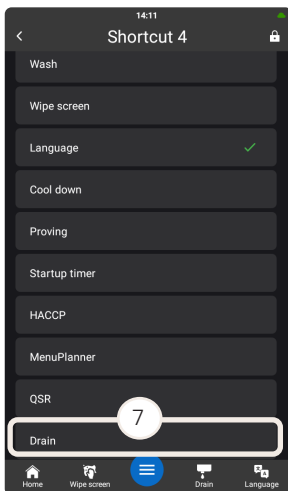 14:11
Shortcut 4
Wash
Wipe screen
Language
Cool down
Proving
Startup timer
HACCP
MenuPlanner
QSR
7
Drain
Home Wipe screen Drain Language